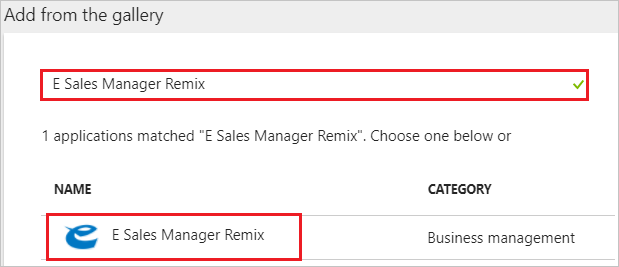 Add from the gallery
E Sales Manager Remix
1 applications matched "E Sales Manager Remix". Choose one below or
NAME CATEGORY
E Sales Manager Remix Business management